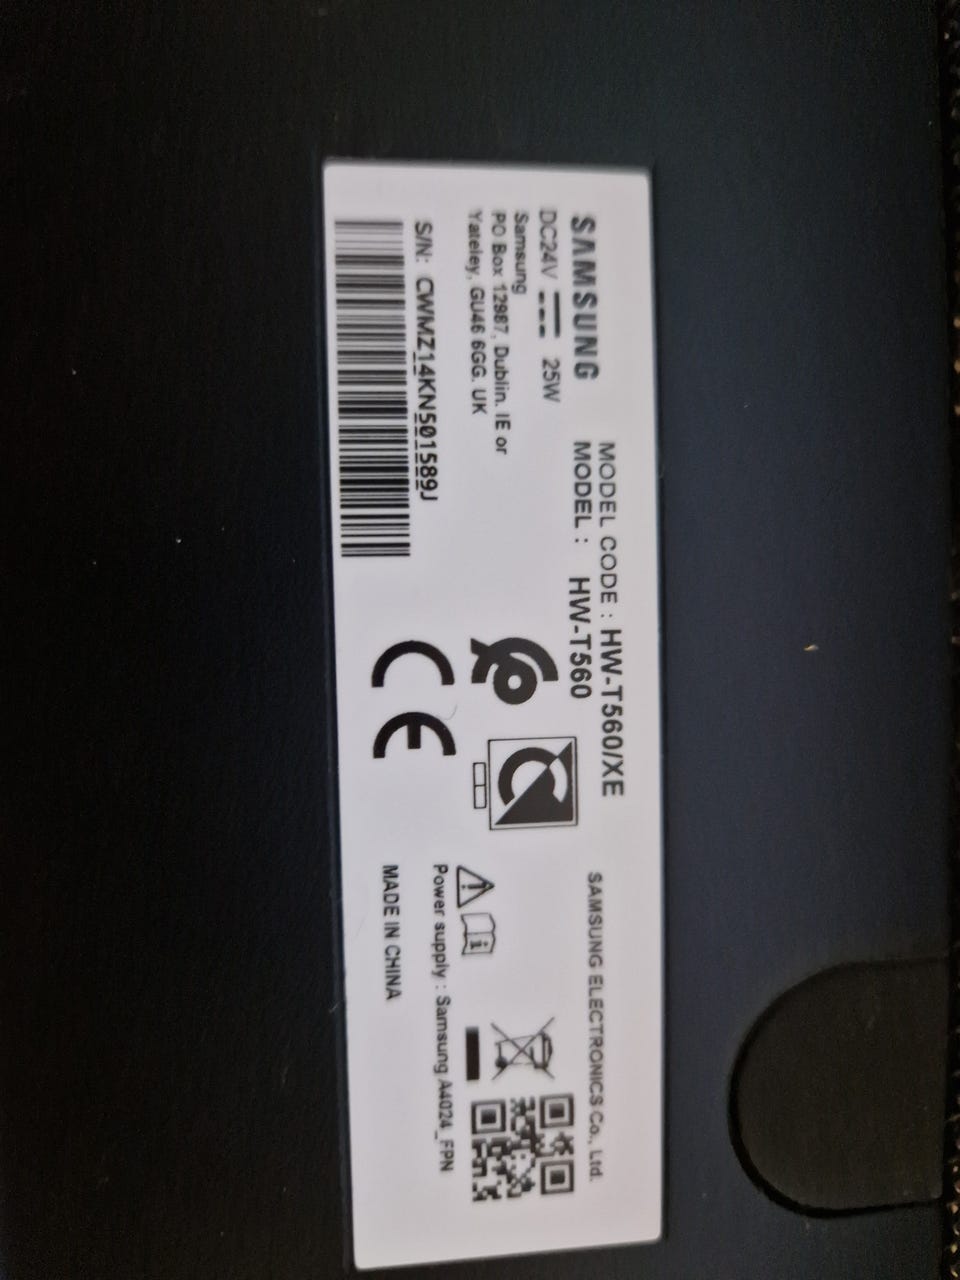 SAMSUNG
MODEL CODE : HW-T560/XE
MODEL : HW-T560
SAMSUNG ELECTRONICS Co., Ltd.
DC24V 25W
Samsung
PO Box 12987, Dublin. IE or
Yateley, GU46 6GG. UK
S/N: CWMZ14KN501589J
CE
Power supply : Samsung A4024_FPN
MADE IN CHINA